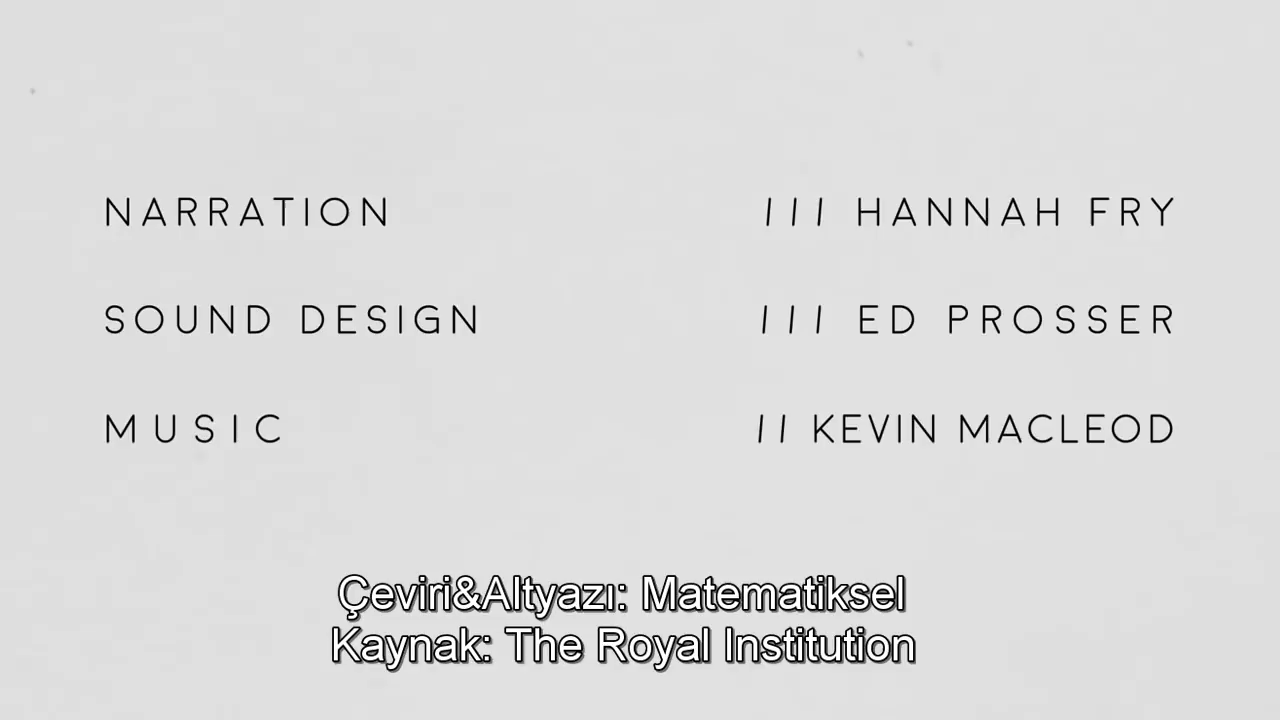 NARRATION /// HANNAH FRY
SOUND DESIGN /// ED PROSSER
MUSIC // KEVIN MACLEOD
Çeviri&Altyazı: Matematiksel
Kaynak: The Royal Institution